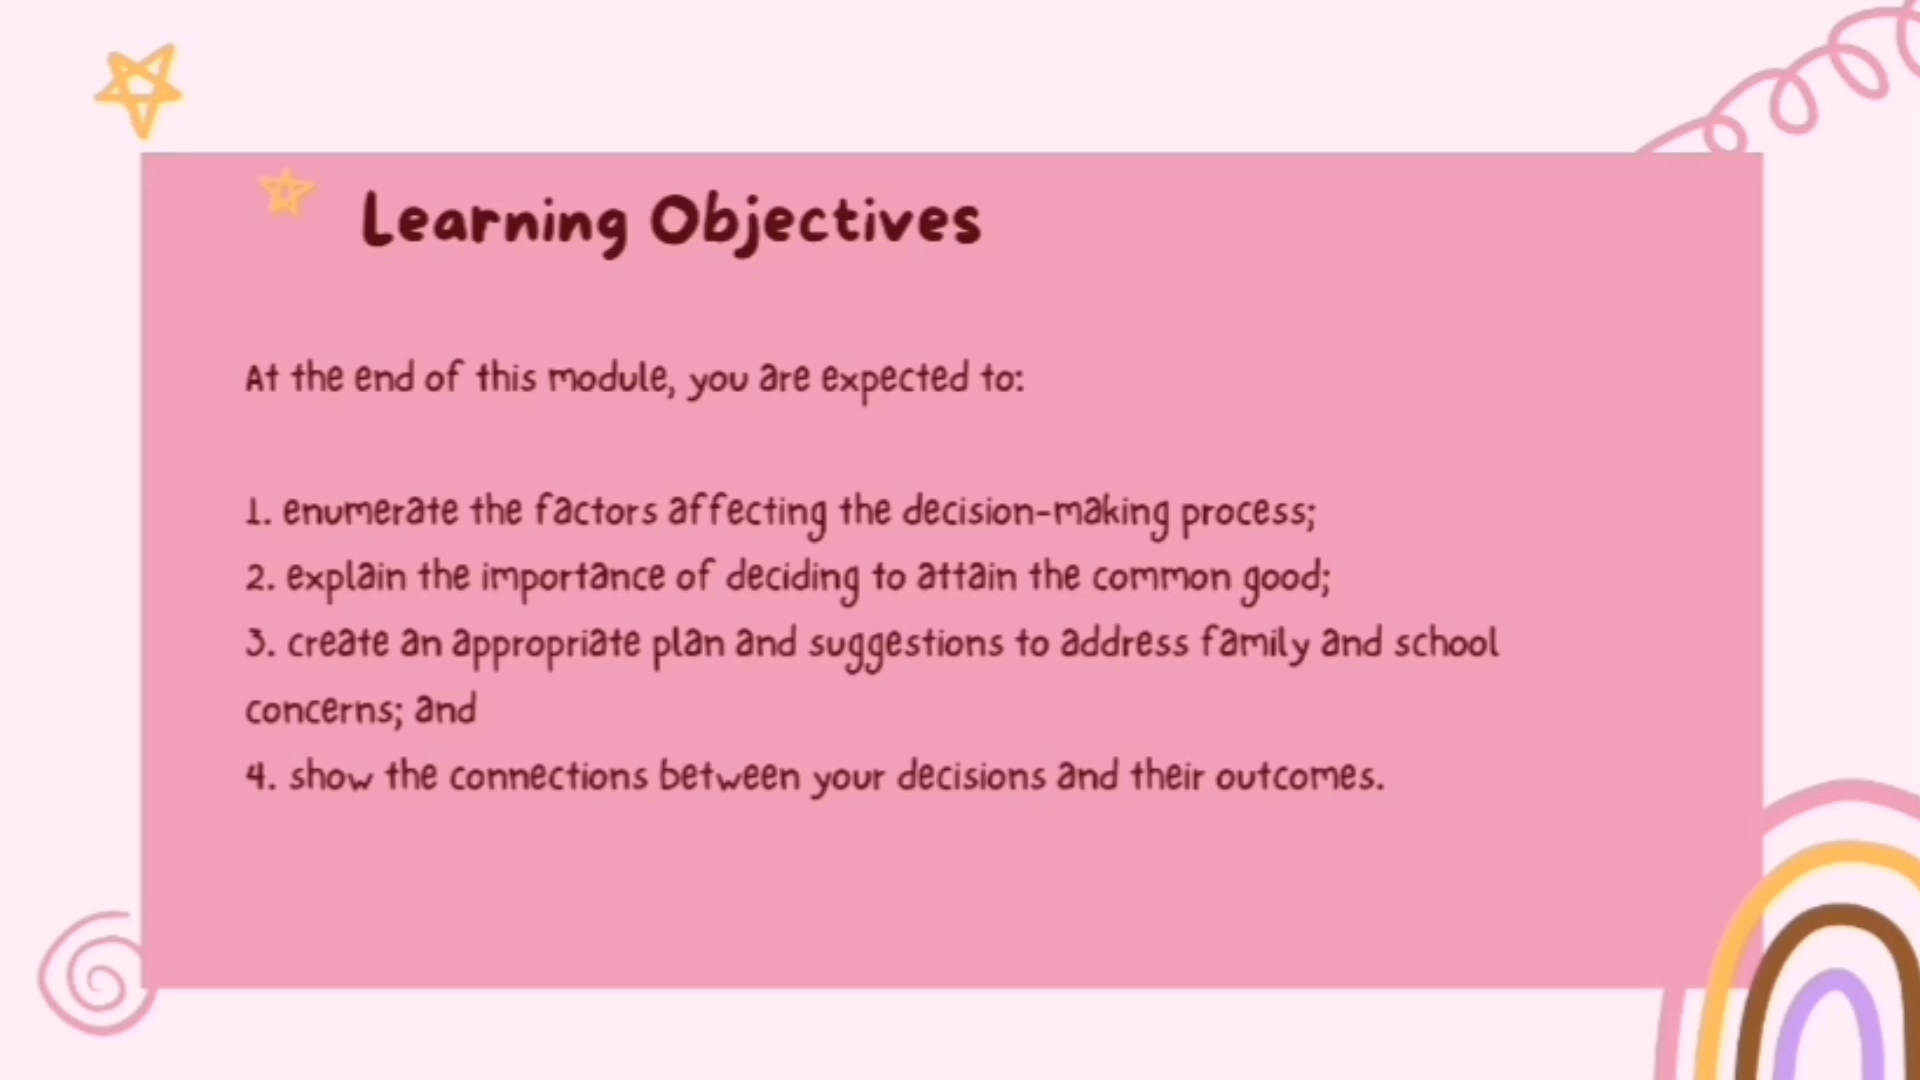 Learning Objectives
At the end of this module, you are expected to:
1. enumerate the factors affecting the decision-making process;
2. explain the importance of deciding to attain the common good;
3. create an appropriate plan and suggestions to address family and school
concerns; and
4. show the connections between your decisions and their outcomes.